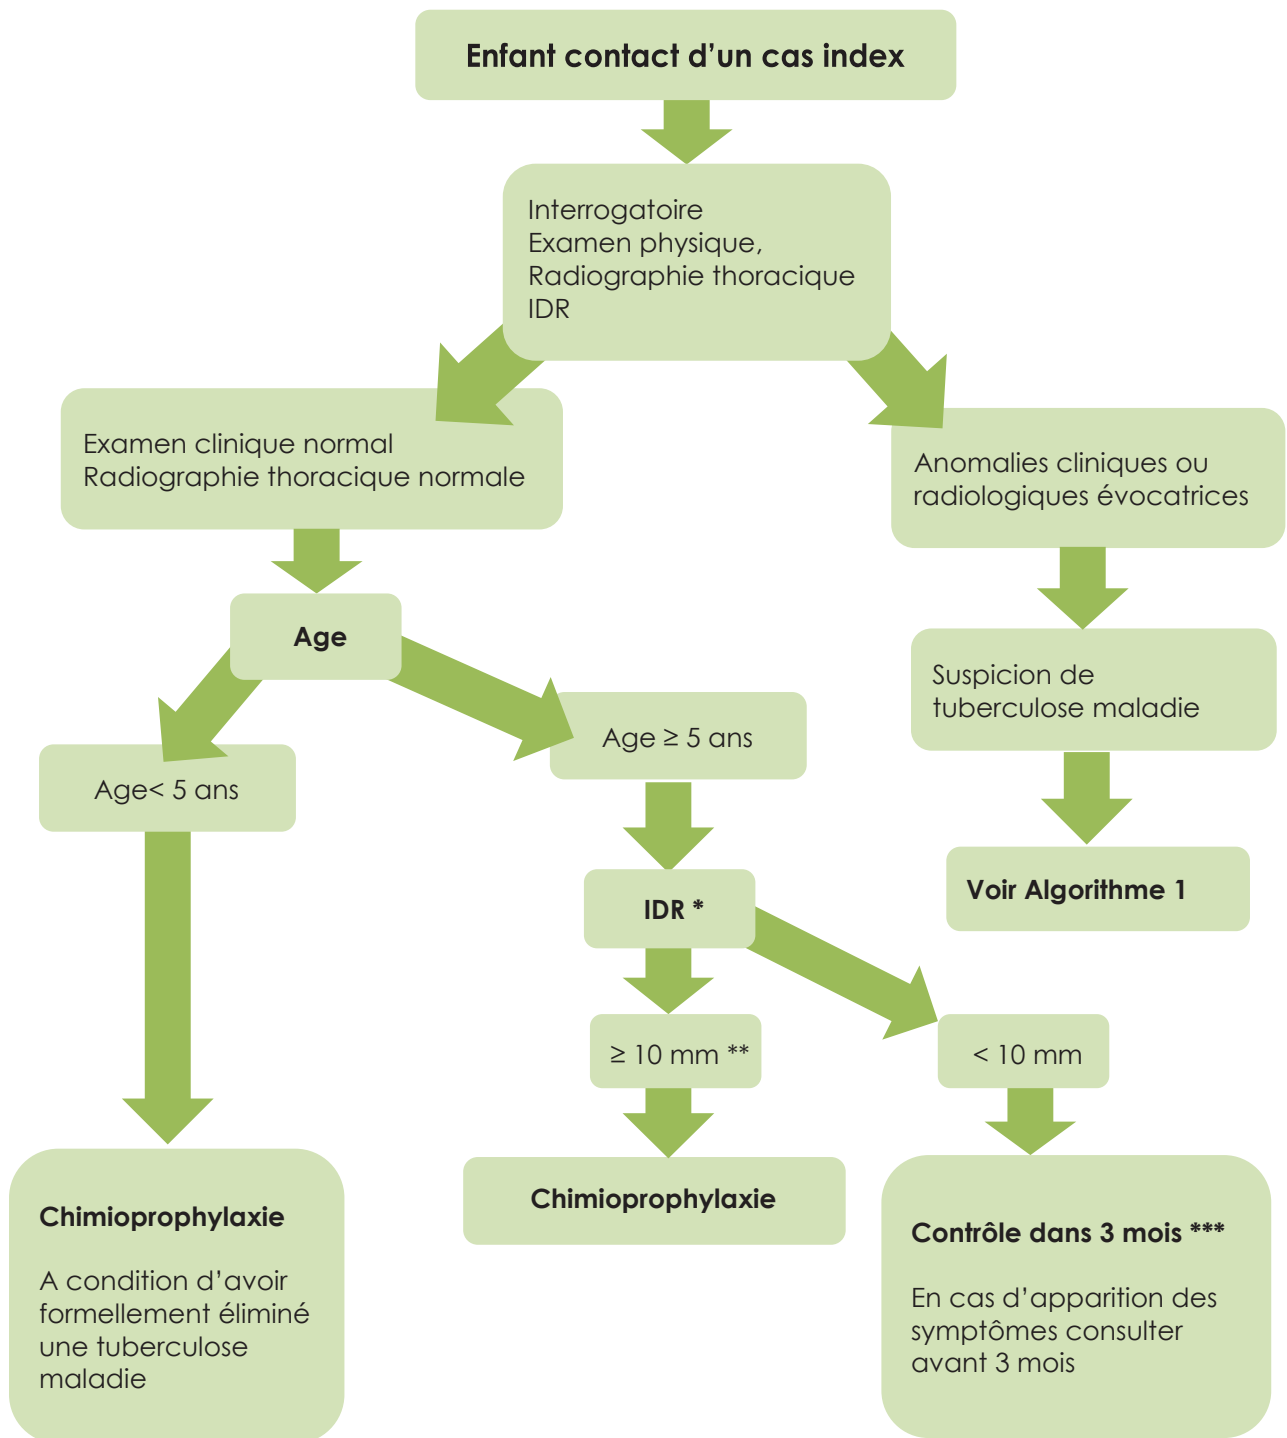 Enfant contact d’un cas index
Interrogatoire
Examen physique,
Radiographie thoracique
IDR
Examen clinique normal
Radiographie thoracique normale
Anomalies cliniques ou
radiologiques évocatrices
Age
Suspicion de
tuberculose maladie
Age< 5 ans
Age ≥ 5 ans
Voir Algorithme 1
IDR *
≥ 10 mm **
< 10 mm
Chimioprophylaxie
A condition d’avoir
formellement éliminé
une tuberculose
maladie
Chimioprophylaxie
Contrôle dans 3 mois ***
En cas d’apparition des
symptômes consulter
avant 3 mois